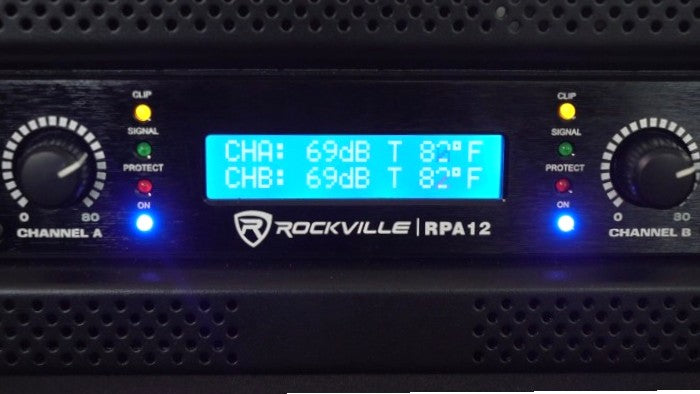 CLIP
SIGNAL
PROTECT
ON
0 80
CHANNEL A
CHA: 69dB T 82°F
CHB: 69dB T 82°F
ROCKVILLE | RPA12
CLIP
SIGNAL
PROTECT
ON
0 80
CHANNEL B